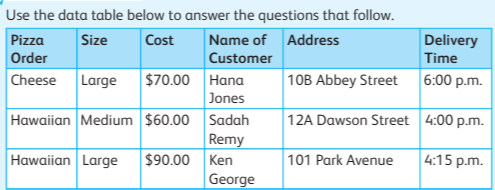 Use the data table below to answer the questions that follow.
Pizza Order Size Cost Name of Customer Address Delivery Time
Cheese Large $70.00 Hana Jones 10B Abbey Street 6:00 p.m.
Hawaiian Medium $60.00 Sadah Remy 12A Dawson Street 4:00 p.m.
Hawaiian Large $90.00 Ken George 101 Park Avenue 4:15 p.m.